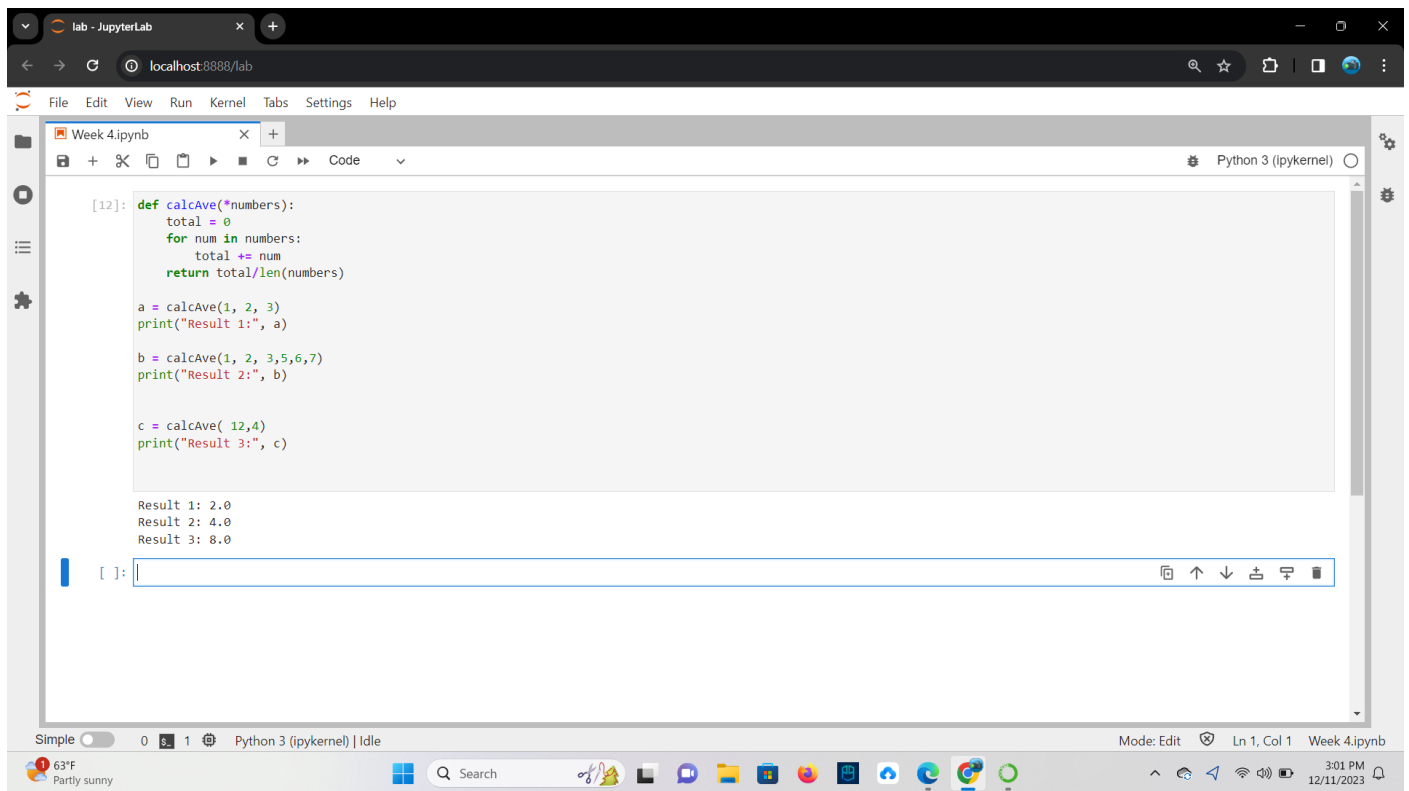 lab - JupyterLab
localhost:8888/lab
File Edit View Run Kernel Tabs Settings Help
Week 4.ipynb
Code
Python 3 (ipykernel)
[12]: def calcAve(*numbers):
    total = 0
    for num in numbers:
        total += num
    return total/len(numbers)
a = calcAve(1, 2, 3)
print("Result 1:", a)
b = calcAve(1, 2, 3,5,6,7)
print("Result 2:", b)
c = calcAve( 12,4)
print("Result 3:", c)
Result 1: 2.0
Result 2: 4.0
Result 3: 8.0
[ ]:
Simple 0 $_ 1 Python 3 (ipykernel) | Idle Mode: Edit Ln 1, Col 1 Week 4.ipynb
1
63°F
Partly sunny
Search
3:01 PM
12/11/2023